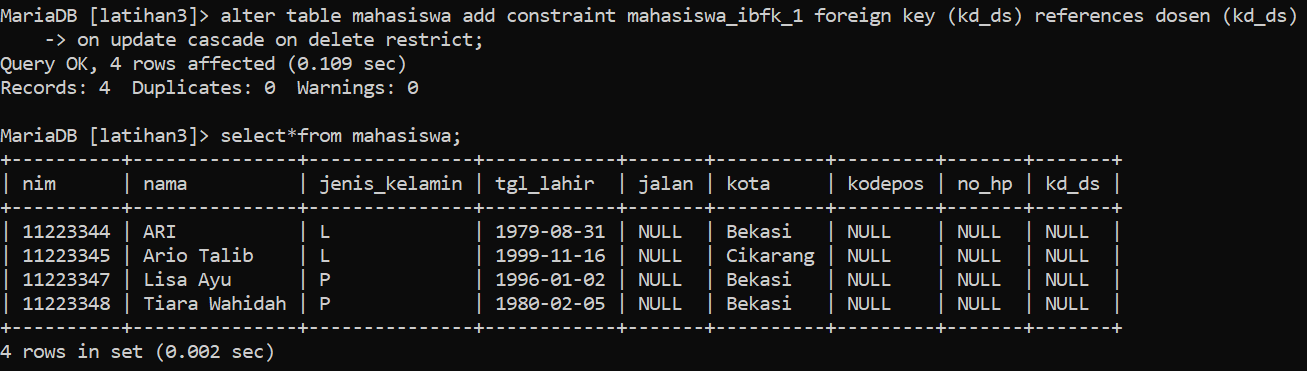 MariaDB [latihan3]> alter table mahasiswa add constraint mahasiswa_ibfk_1 foreign key (kd_ds) references dosen (kd_ds)
    -> on update cascade on delete restrict;
Query OK, 4 rows affected (0.109 sec)
Records: 4  Duplicates: 0  Warnings: 0

MariaDB [latihan3]> select*from mahasiswa;
+----------+---------------+---------------+------------+-------+----------+---------+-------+-------+
| nim      | nama          | jenis_kelamin | tgl_lahir  | jalan | kota     | kodepos | no_hp | kd_ds |
+----------+---------------+---------------+------------+-------+----------+---------+-------+-------+
| 11223344 | ARI           | L             | 1979-08-31 | NULL  | Bekasi   | NULL    | NULL  | NULL  |
| 11223345 | Ario Talib    | L             | 1999-11-16 | NULL  | Cikarang | NULL    | NULL  | NULL  |
| 11223347 | Lisa Ayu      | P             | 1996-01-02 | NULL  | Bekasi   | NULL    | NULL  | NULL  |
| 11223348 | Tiara Wahidah | P             | 1980-02-05 | NULL  | Bekasi   | NULL    | NULL  | NULL  |
+----------+---------------+---------------+------------+-------+----------+---------+-------+-------+
4 rows in set (0.002 sec)